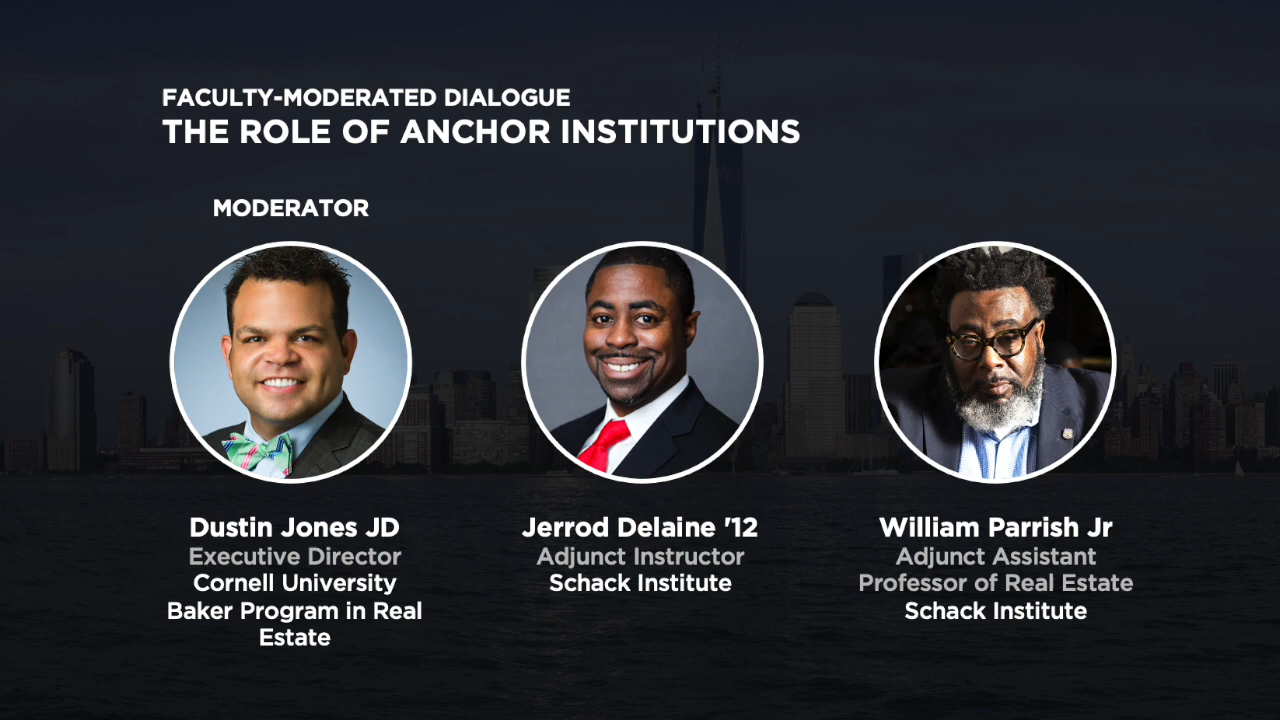 FACULTY-MODERATED DIALOGUE
THE ROLE OF ANCHOR INSTITUTIONS
MODERATOR
Dustin Jones JD
Executive Director
Cornell University
Baker Program in Real
Estate
Jerrod Delaine '12
Adjunct Instructor
Schack Institute
William Parrish Jr
Adjunct Assistant
Professor of Real Estate
Schack Institute